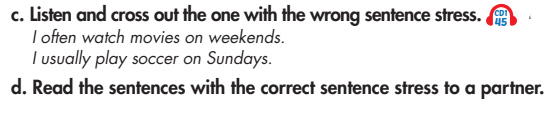 c. Listen and cross out the one with the wrong sentence stress. CD1 45
I often watch movies on weekends.
I usually play soccer on Sundays.
d. Read the sentences with the correct sentence stress to a partner.